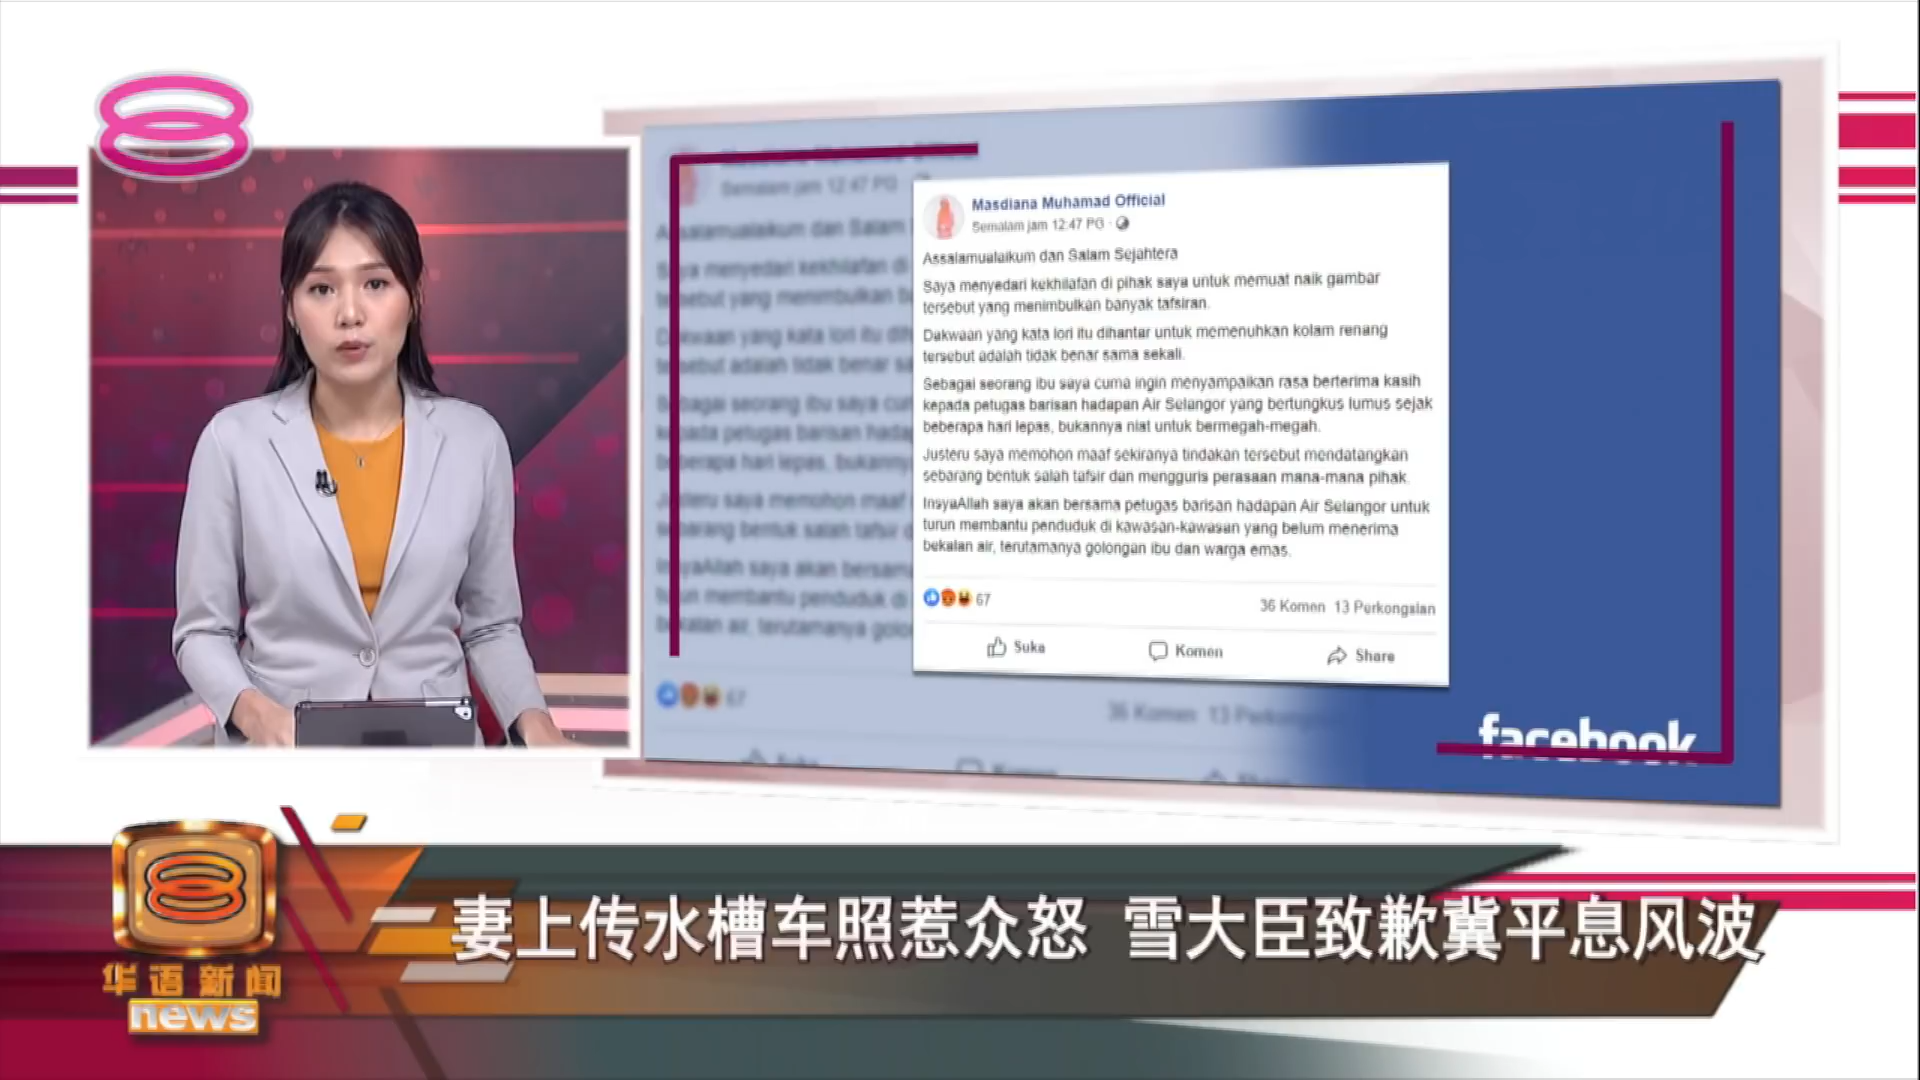 Masdiana Muhamad Official
Semalam jam 12:47 PG
Assalamualaikum dan Salam Sejahtera
Saya menyedari kekhilafan di pihak saya untuk memuat naik gambar
tersebut yang menimbulkan banyak tafsiran.
Dakwaan yang kata lori itu dihantar untuk memenuhkan kolam renang
tersebut adalah tidak benar sama sekali.
Sebagai seorang ibu saya cuma ingin menyampaikan rasa berterima kasih
kepada petugas barisan hadapan Air Selangor yang bertungkus lumus sejak
beberapa hari lepas, bukannya niat untuk bermegah-megah.
Justeru saya memohon maaf sekiranya tindakan tersebut mendatangkan
sebarang bentuk salah tafsir dan mengguris perasaan mana-mana pihak.
InsyaAllah saya akan bersama petugas barisan hadapan Air Selangor untuk
turun membantu penduduk di kawasan-kawasan yang belum menerima
bekalan air, terutamanya golongan ibu dan warga emas.
67
36 Komen 13 Perkongsian
Suka Komen Share
facebook
妻上传水槽车照惹众怒 雪大臣致歉冀平息风波
华语新闻
news